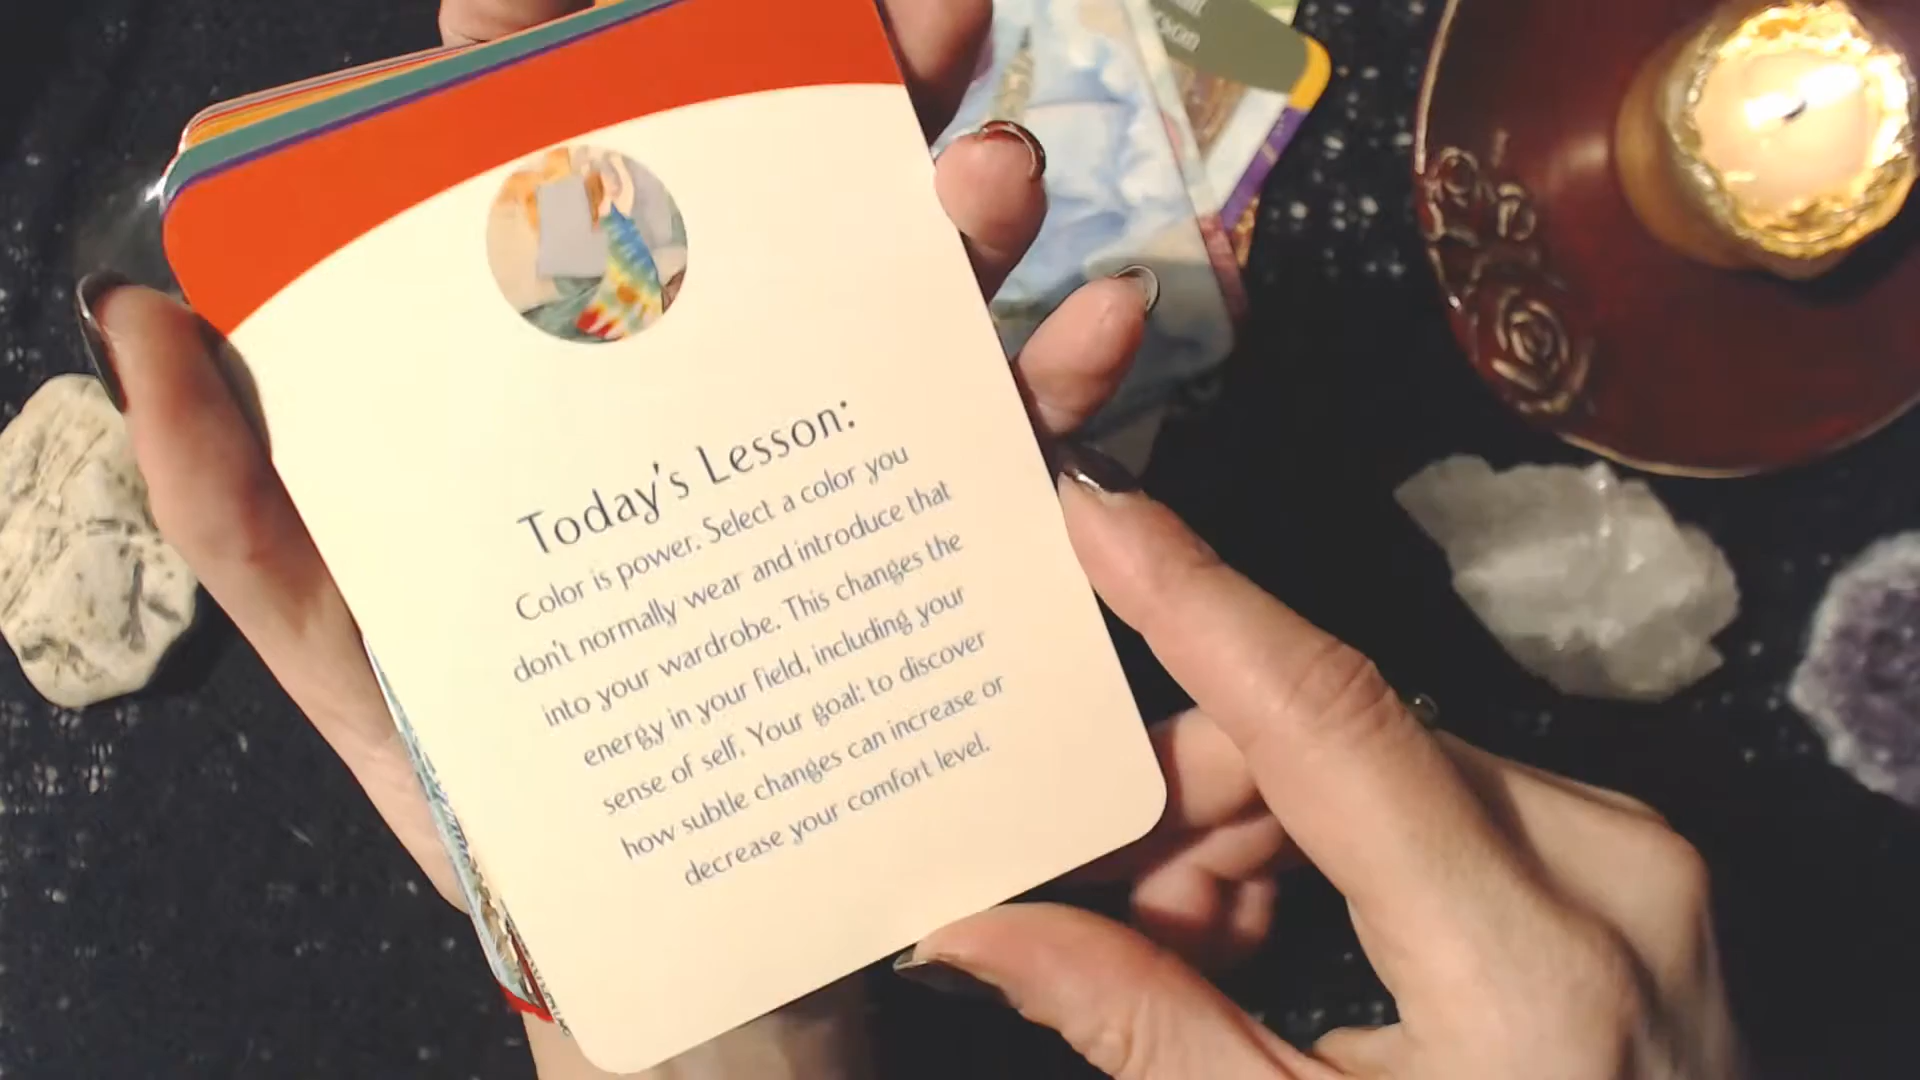 Today's Lesson:
Color is power. Select a color you
don't normally wear and introduce that
into your wardrobe. This changes the
energy in your field, including your
sense of self. Your goal: to discover
how subtle changes can increase or
decrease your comfort level.